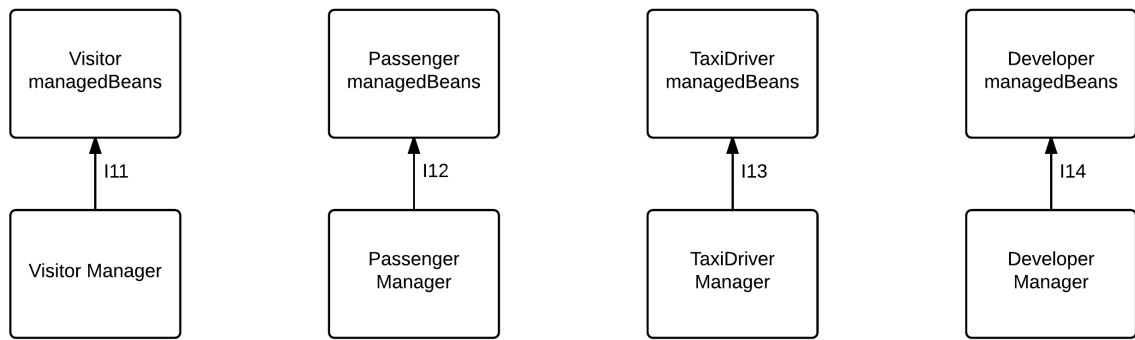 Visitor
managedBeans
Passenger
managedBeans
TaxiDriver
managedBeans
Developer
managedBeans
I11
I12
I13
I14
Visitor Manager
Passenger
Manager
TaxiDriver
Manager
Developer
Manager